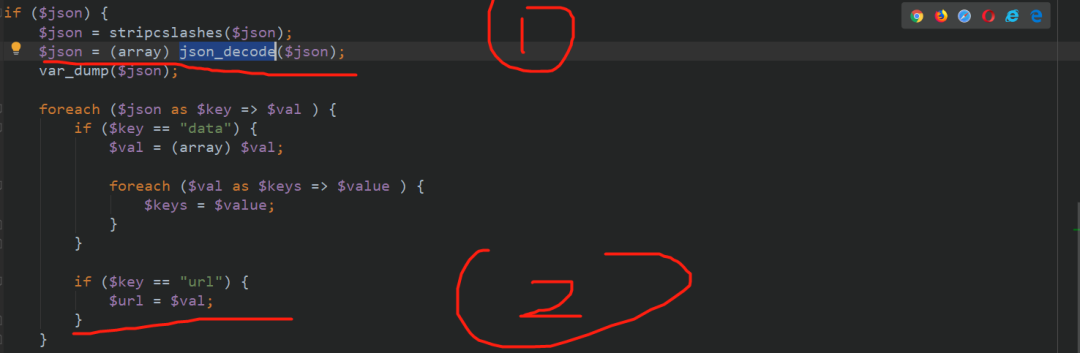 if ($json) {
1
$json = stripcslashes($json);
$json = (array) json_decode($json);
var_dump($json);
foreach ($json as $key => $val ) {
if ($key == "data") {
$val = (array) $val;
foreach ($val as $keys => $value ) {
$keys = $value;
}
}
if ($key == "url") {
2
$url = $val;
}
}